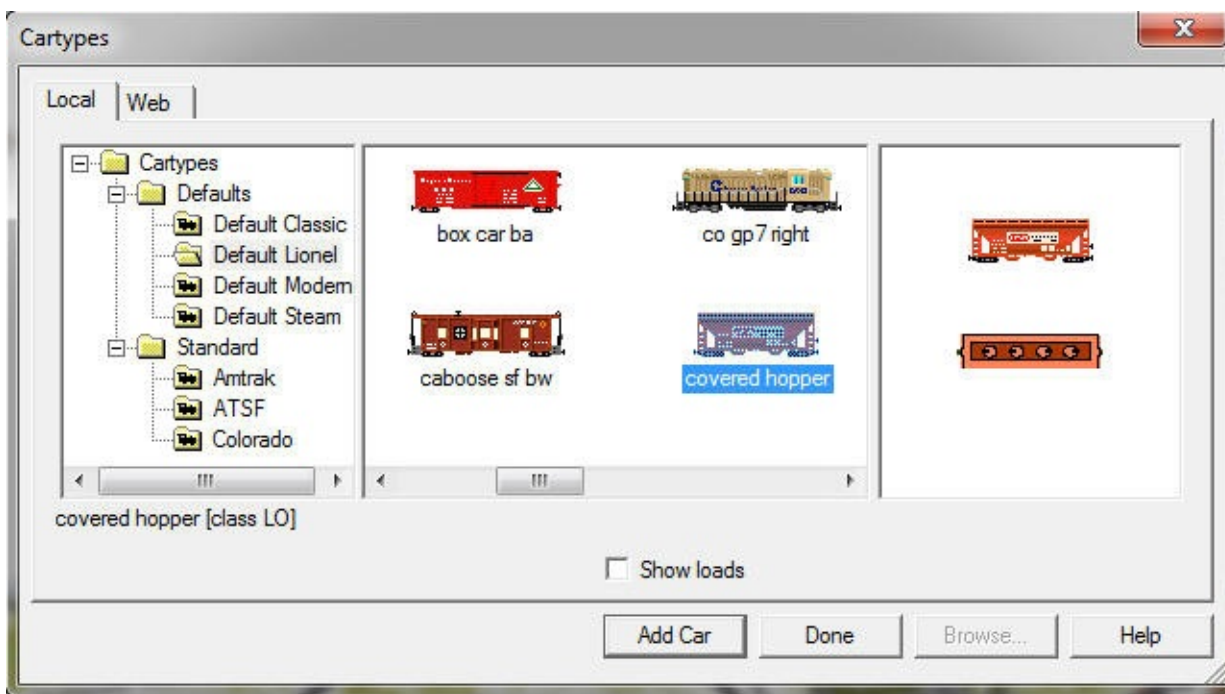 Cartypes
Local
Web
Cartypes
Defaults
Default Classic
Default Lionel
Default Modern
Default Steam
Standard
Amtrak
ATSF
Colorado
box car ba
co gp7 right
caboose sf bw
covered hopper
covered hopper [class LO]
Show loads
Add Car
Done
Browse...
Help